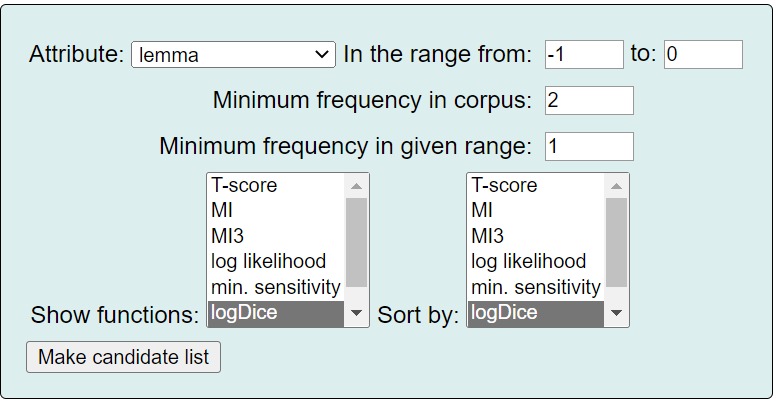 Attribute: lemma In the range from: -1 to: 0
Minimum frequency in corpus: 2
Minimum frequency in given range: 1
Show functions:
T-score
MI
MI3
log likelihood
min. sensitivity
logDice
Sort by:
T-score
MI
MI3
log likelihood
min. sensitivity
logDice
Make candidate list